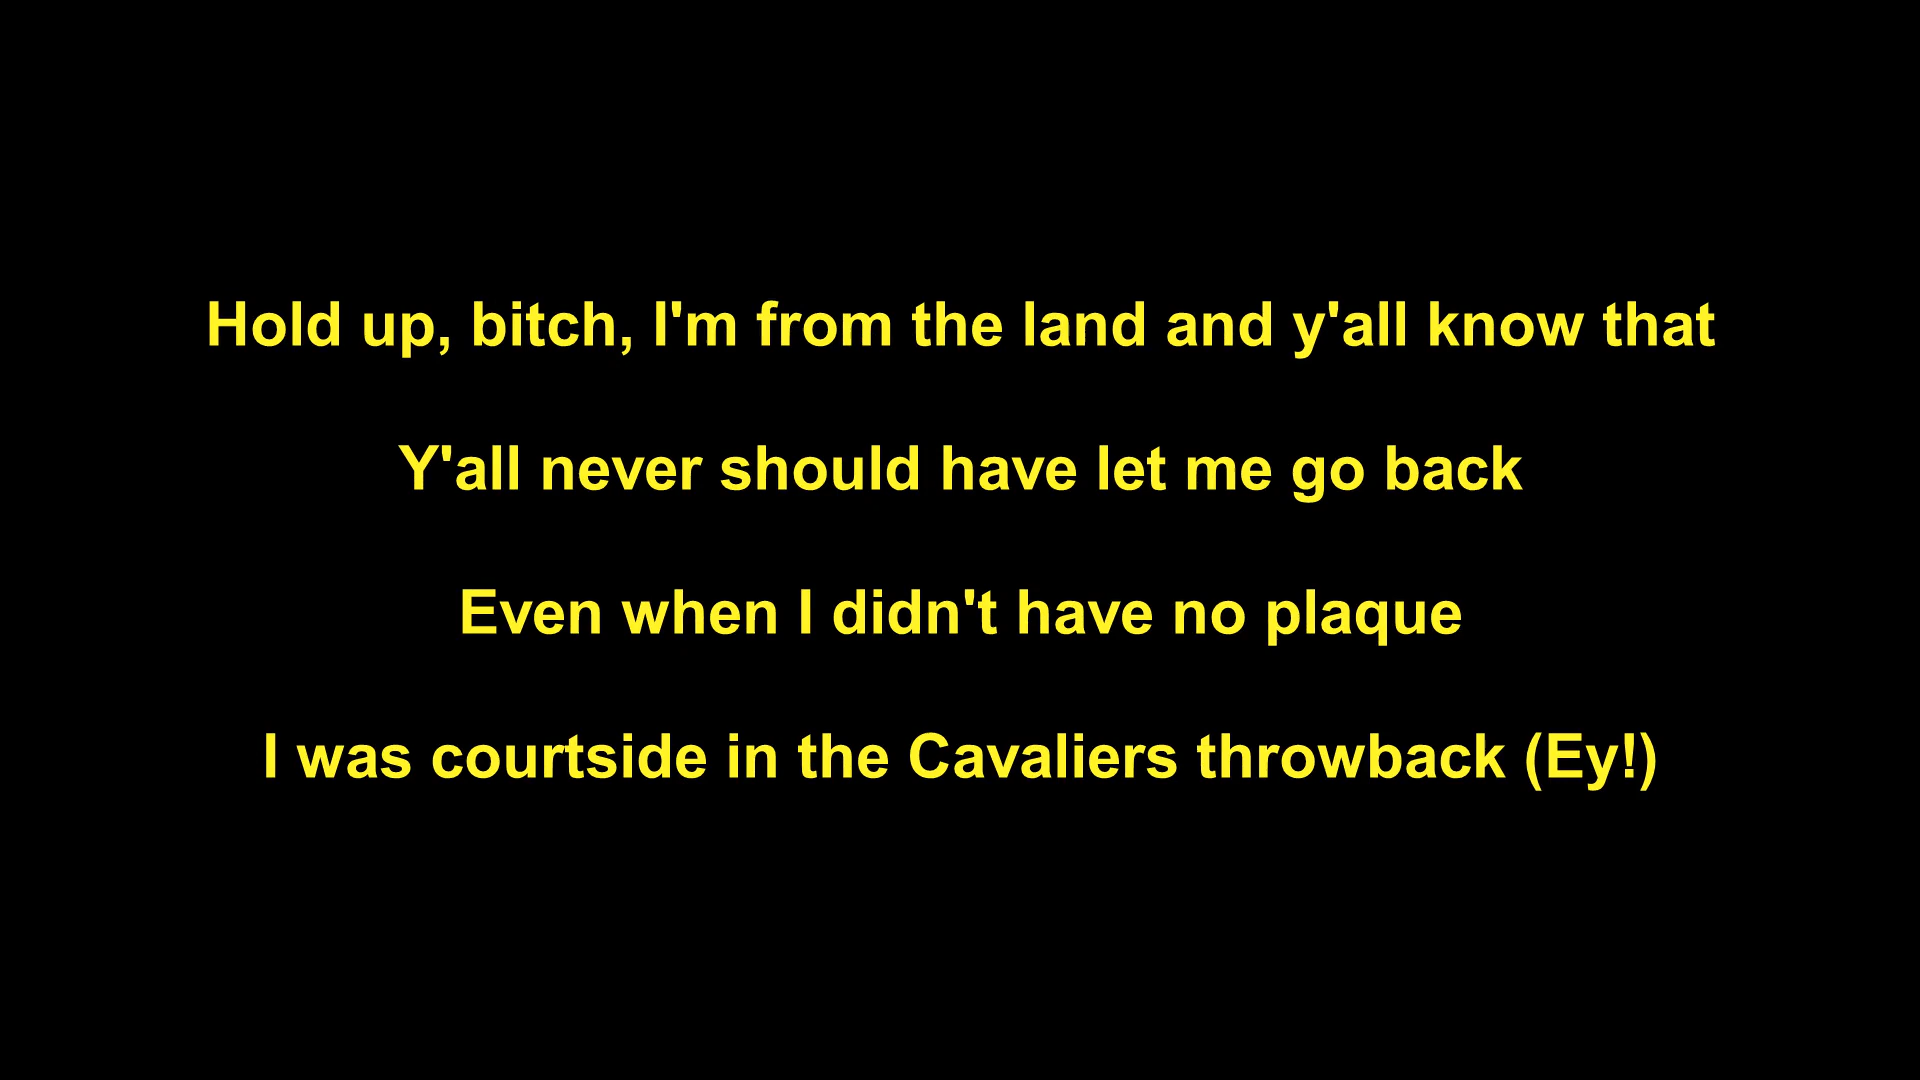 Hold up, bitch, I'm from the land and y'all know that
Y'all never should have let me go back
Even when I didn't have no plaque
I was courtside in the Cavaliers throwback (Ey!)